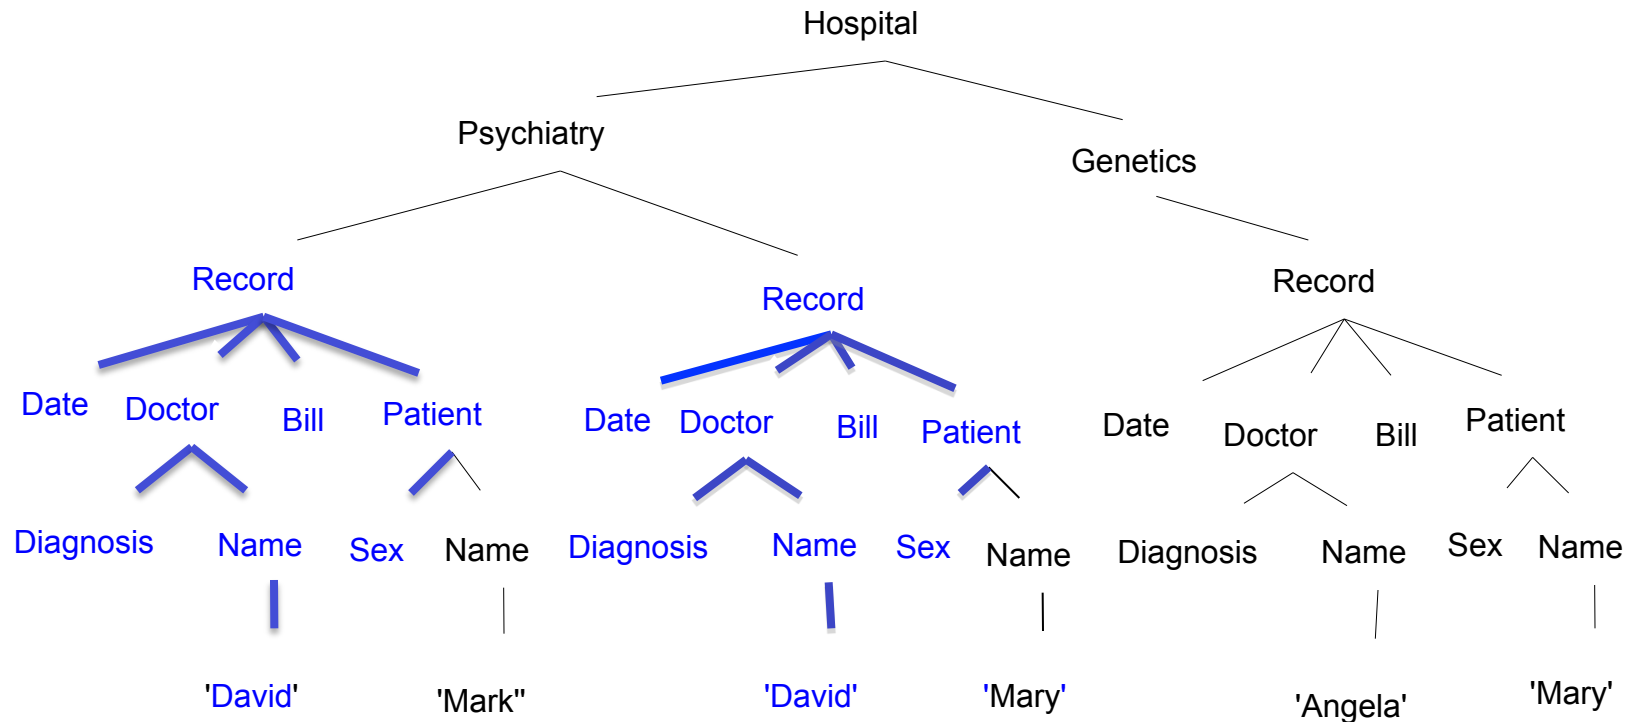 Hospital
Psychiatry
Genetics
Record
Record
Record
Date Doctor Bill Patient
Date Doctor Bill Patient
Date Doctor Bill Patient
Diagnosis Name Sex Name
Diagnosis Name Sex Name
Diagnosis Name Sex Name
'David' 'Mark''
'David' 'Mary'
'Angela' 'Mary'